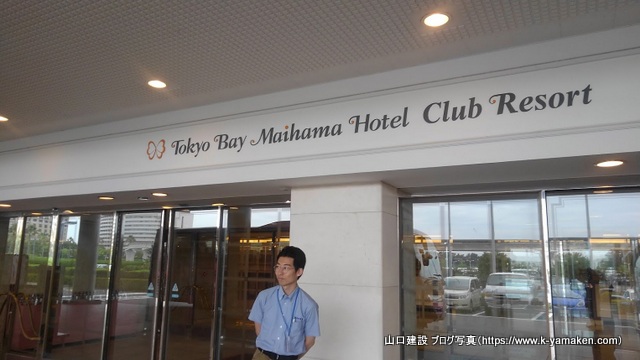 Tokyo Bay Maihama Hotel Club Resort
山口建設 ブログ写真(https://www.k-yamaken.com)